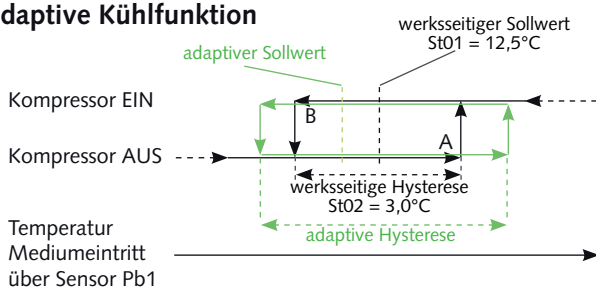 daptive Kühlfunktion
werksseitiger Sollwert
St01 = 12,5°C
adaptiver Sollwert
Kompressor EIN
B
A
Kompressor AUS
werksseitige Hysterese
St02 = 3,0°C
adaptive Hysterese
Temperatur
Mediumeintritt
über Sensor Pb1